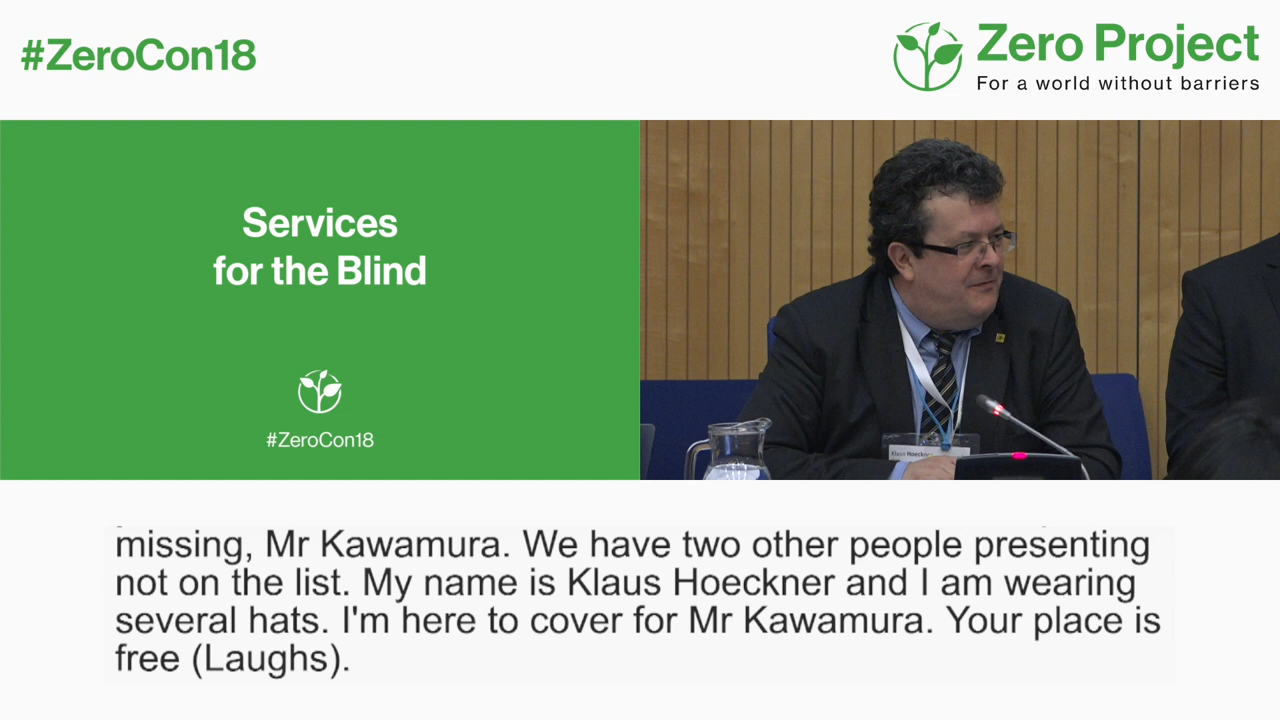 #ZeroCon18
Zero Project
For a world without barriers
Services
for the Blind
#ZeroCon18
Klaus Hoeckner
missing, Mr Kawamura. We have two other people presenting
not on the list. My name is Klaus Hoeckner and I am wearing
several hats. I'm here to cover for Mr Kawamura. Your place is
free (Laughs).